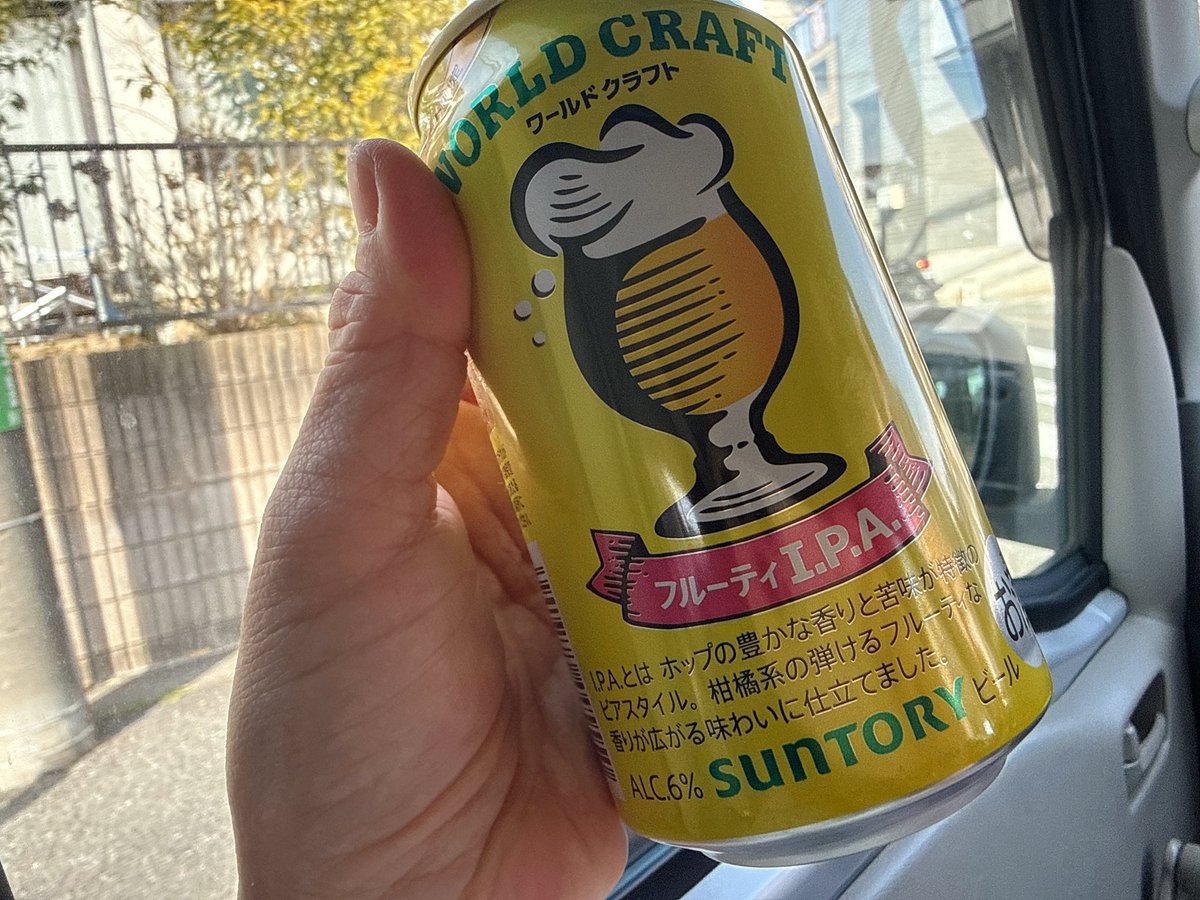 WORLD CRAFT
ワールドクラフト
フルーティI.P.A.
I.P.A.とは ホップの豊かな香りと苦味が特徴の
ビアスタイル。柑橘系の弾けるフルーティな
香りが広がる味わいに仕立てました。
ALC.6% SUNTORY ビール
お